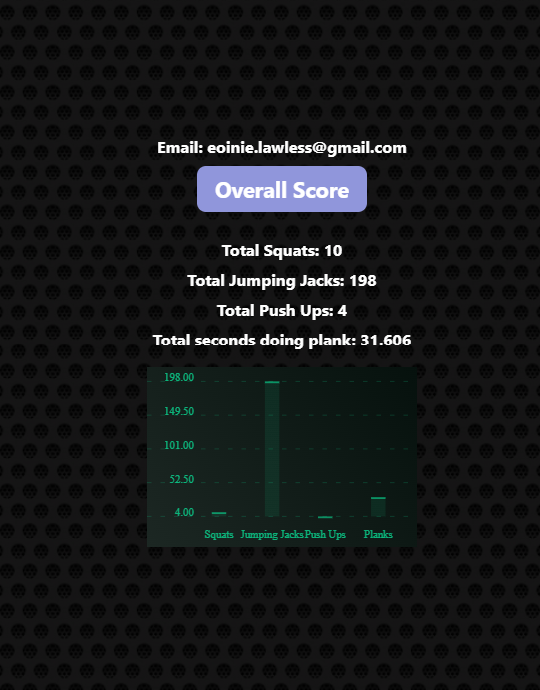 Email: eoinie.lawless@gmail.com
Overall Score
Total Squats: 10
Total Jumping Jacks: 198
Total Push Ups: 4
Total seconds doing plank: 31.606
198.00
149.50
101.00
52.50
4.00
Squats Jumping Jacks Push Ups Planks